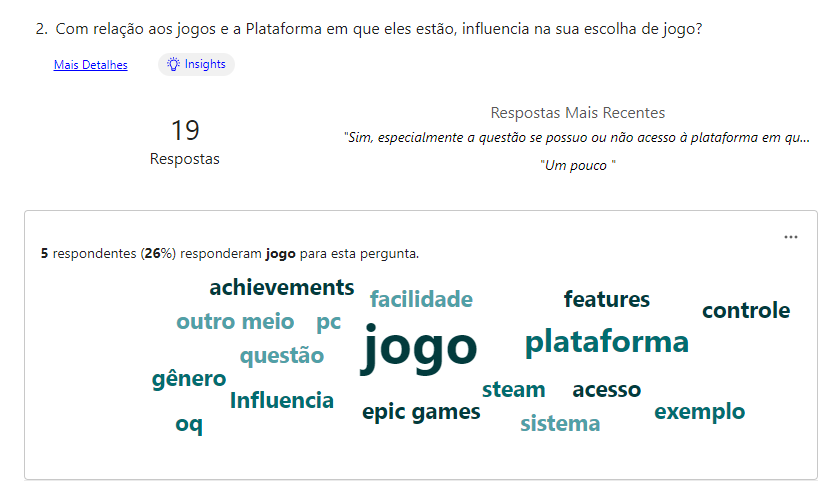 2. Com relação aos jogos e a Plataforma em que eles estão, influencia na sua escolha de jogo?
Mais Detalhes
Insights
19
Respostas
Respostas Mais Recentes
"Sim, especialmente a questão se possuo ou não acesso à plataforma em qu...
"Um pouco "
...
5 respondentes (26%) responderam jogo para esta pergunta.
achievements
facilidade
features
controle
outro meio
pc
jogo
plataforma
questão
gênero
Influencia
steam
acesso
epic games
exemplo
oq
sistema